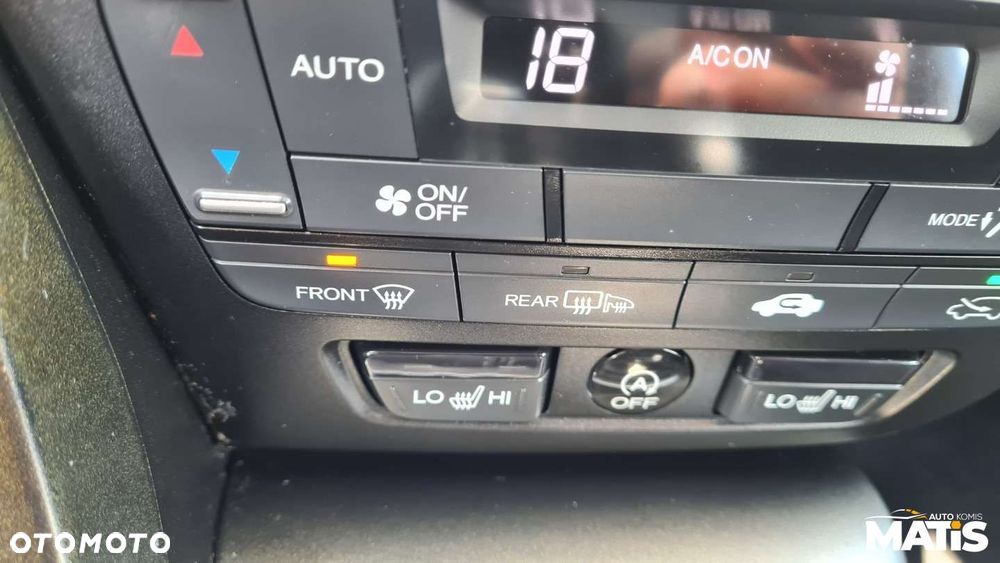 18 A/C ON
AUTO
ON/
OFF
MODE
FRONT
REAR
LO HI
A
OFF
LO HI
OTOMOTO
AUTO KOMIS
MATIS